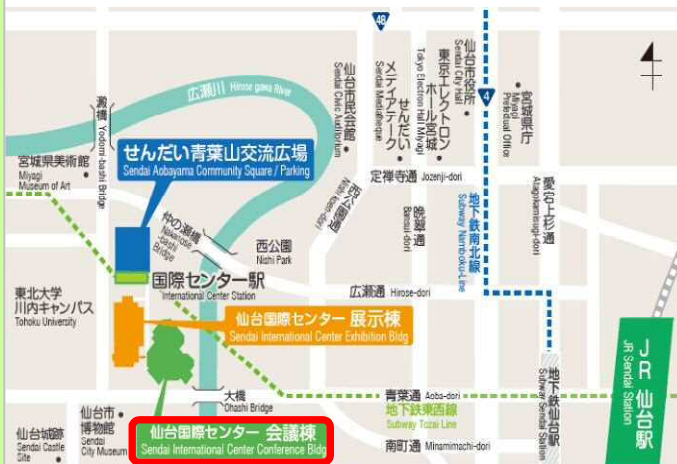 48
広瀬川 Hirose gawa River
澱橋 Yodomi-bashi Bridge
仙台市民会館
Sendai Civic Auditorium
せんだい
メディアテーク
Sendai Mediatheque
東京エレクトロン
ホール宮城
Tokyo Electron Hall Miyagi
仙台市役所
Sendai City Hall
4
宮城県庁
Miyagi
Prefectual Office
宮城県美術館
Miyagi
Museum of Art
せんだい青葉山交流広場
Sendai Aobayama Community Square / Parking
定禅寺通 Jozenji-dori
西公園通
晩翠通
Bansui-dori
地下鉄南北線
Subway Namboku-Line
愛宕上杉通
Atagokamisugi-dori
仲の瀬橋
Nakanose
bashi
Bridge
西公園
Nishi Park
国際センター駅
International Center Station
広瀬通 Hirose-dori
東北大学
川内キャンパス
Tohoku University
仙台国際センター 展示棟
Sendai International Center Exhibition Bldg
JR 仙台駅
JR Sendai Station
地下鉄仙台駅
Subway Sendai Station
大橋
Ohashi Bridge
青葉通 Aoba-dori
地下鉄東西線
Subway Tozai Line
仙台市
博物館
Sendai
City Museum
仙台城跡
Sendai Castle
Site
仙台国際センター 会議棟
Sendai International Center Conference Bldg
南町通 Minamimachi-dori